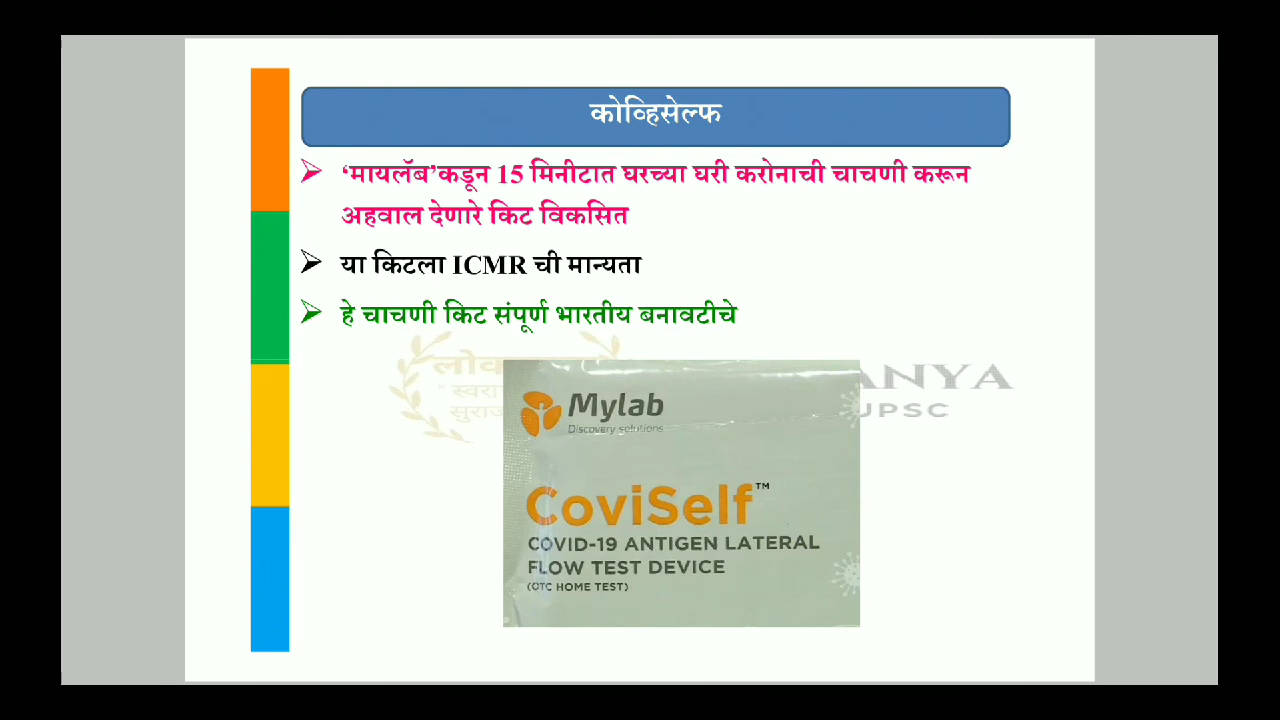 कोव्हिसेल्फ
‘मायलॅब’कडून 15 मिनीटात घरच्या घरी करोनाची चाचणी करून
अहवाल देणारे किट विकसित
या किटला ICMR ची मान्यता
हे चाचणी किट संपूर्ण भारतीय बनावटीचे
Mylab
Discovery solutions
CoviSelf™
COVID-19 ANTIGEN LATERAL
FLOW TEST DEVICE
(OTC HOME TEST)